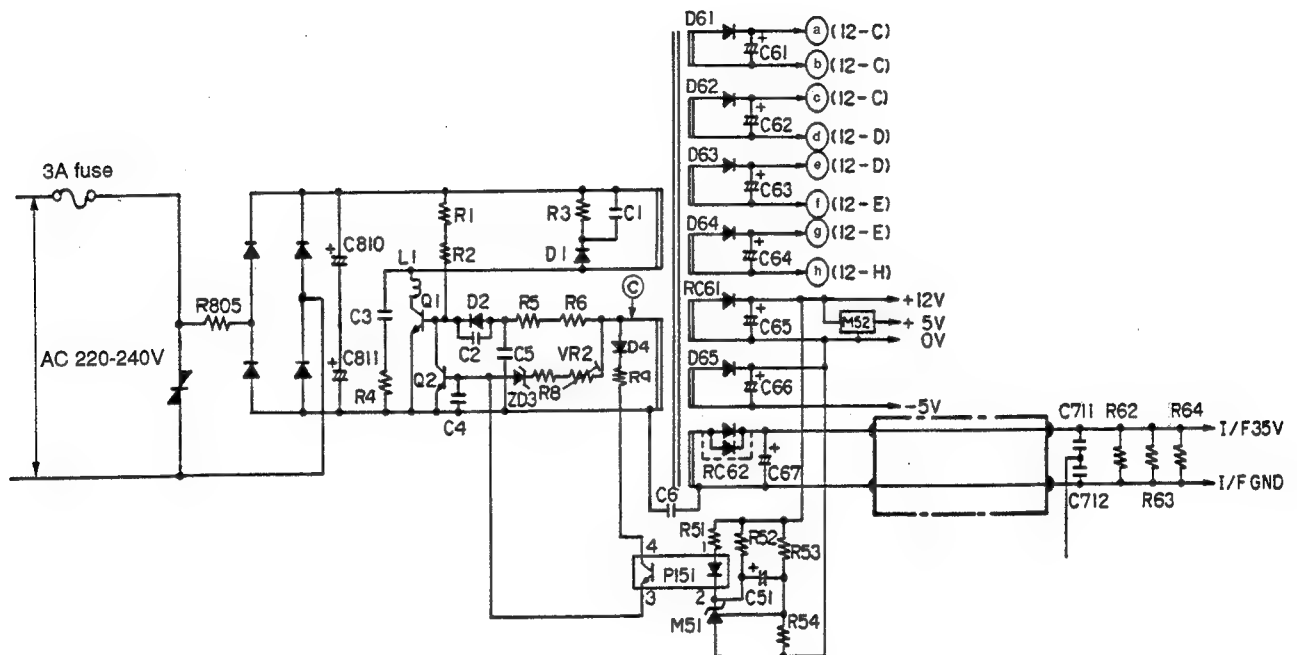 D61
a (12-C)
C61
b (12-C)
D62
c (12-C)
C62
d (12-D)
D63
e (12-D)
C63
f (12-E)
D64
g (12-E)
C64
h (12-H)
RC61
+12V
C65
M52
+5V
0V
D65
C66
-5V
RC62
C67
C711
R62
R64
I/F35V
C712
R63
I/F GND
3A fuse
AC 220-240V
R805
C810
C811
R1
R2
R3
C1
D1
L1
C3
R4
Q1
D2
C2
R5
R6
C
C5
VR2
D4
R9
Q2
ZD3
R8
C4
C6
R51
R52
R53
4
1
P151
3
2
C51
M51
R54